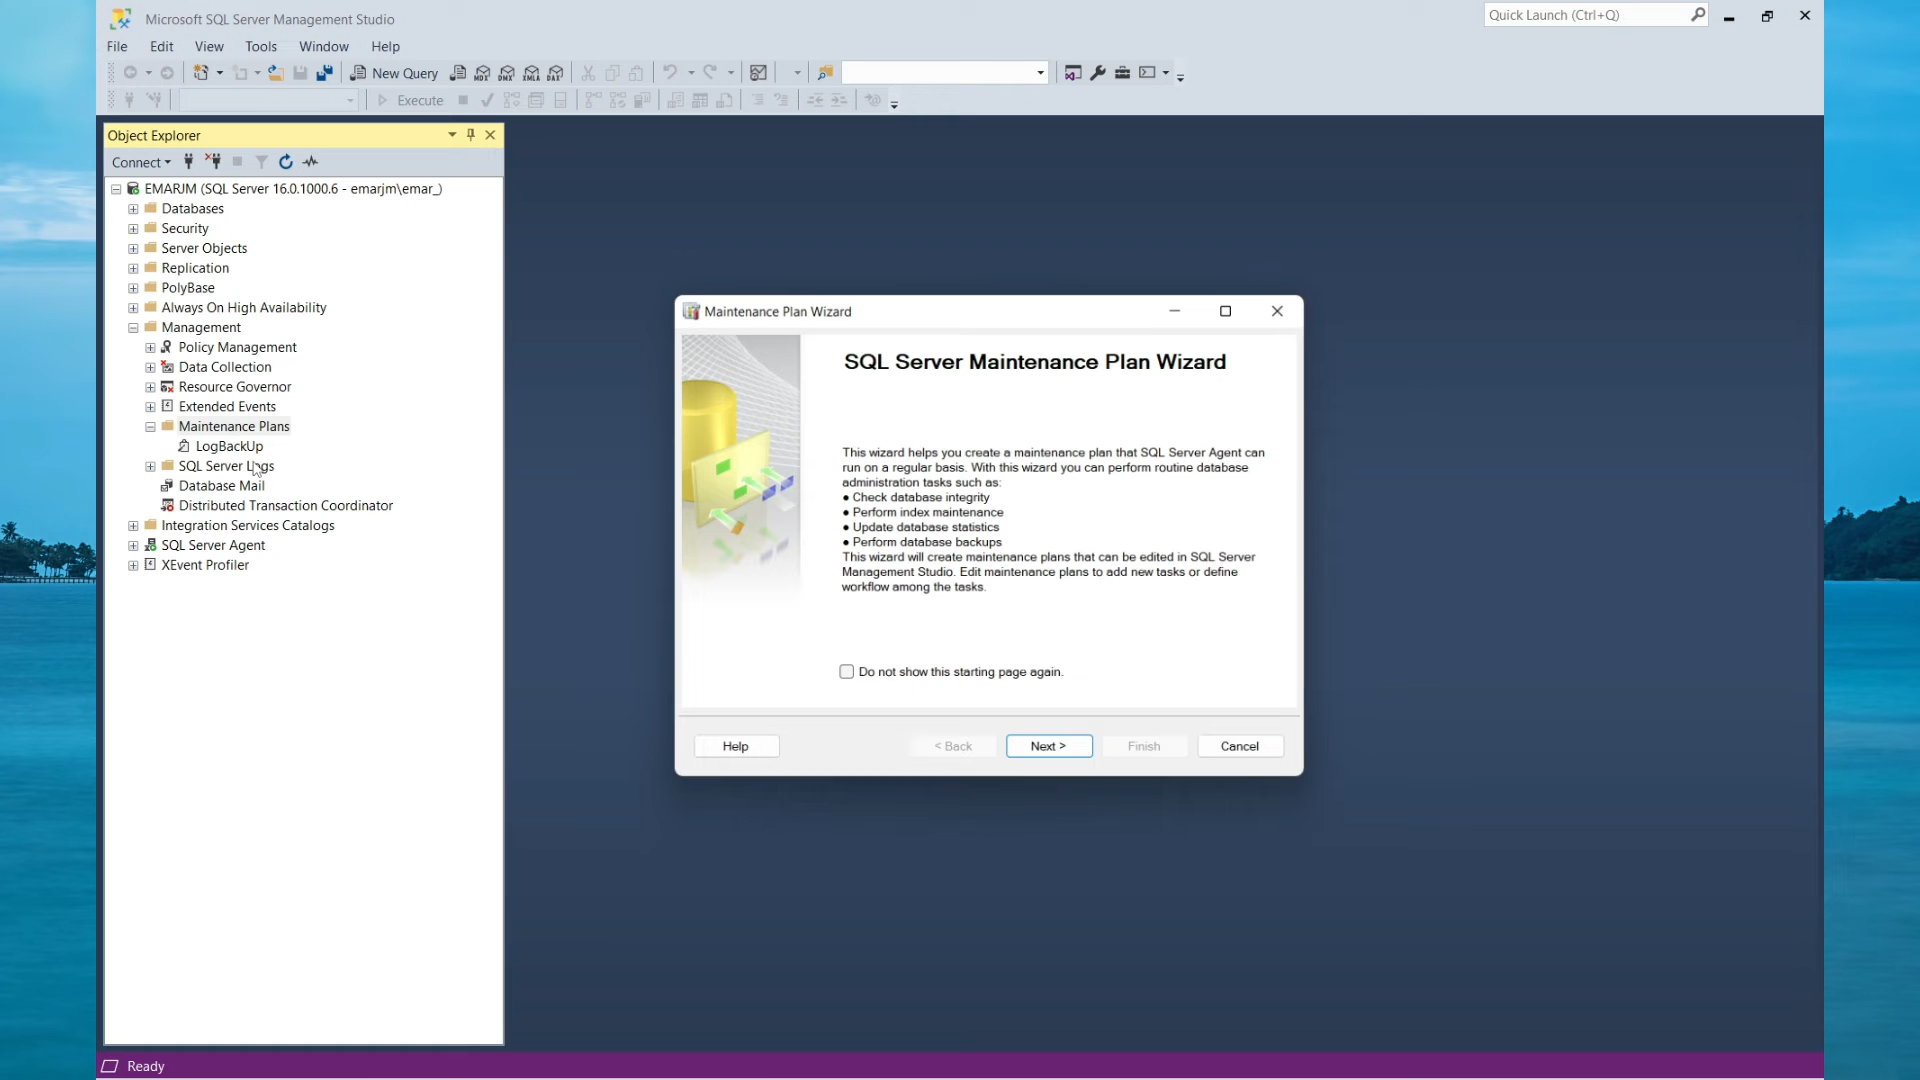 Microsoft SQL Server Management Studio
Quick Launch (Ctrl+Q)
File Edit View Tools Window Help
New Query MDX DMX XMLA DAX
Execute
Object Explorer
Connect
EMARJM (SQL Server 16.0.1000.6 - emarjm\emar_)
Databases
Security
Server Objects
Replication
PolyBase
Always On High Availability
Management
Policy Management
Data Collection
Resource Governor
Extended Events
Maintenance Plans
LogBackUp
SQL Server Logs
Database Mail
Distributed Transaction Coordinator
Integration Services Catalogs
SQL Server Agent
XEvent Profiler
Maintenance Plan Wizard
SQL Server Maintenance Plan Wizard
This wizard helps you create a maintenance plan that SQL Server Agent can
run on a regular basis. With this wizard you can perform routine database
administration tasks such as:
• Check database integrity
• Perform index maintenance
• Update database statistics
• Perform database backups
This wizard will create maintenance plans that can be edited in SQL Server
Management Studio. Edit maintenance plans to add new tasks or define
workflow among the tasks.
Do not show this starting page again.
Help < Back Next > Finish Cancel
Ready